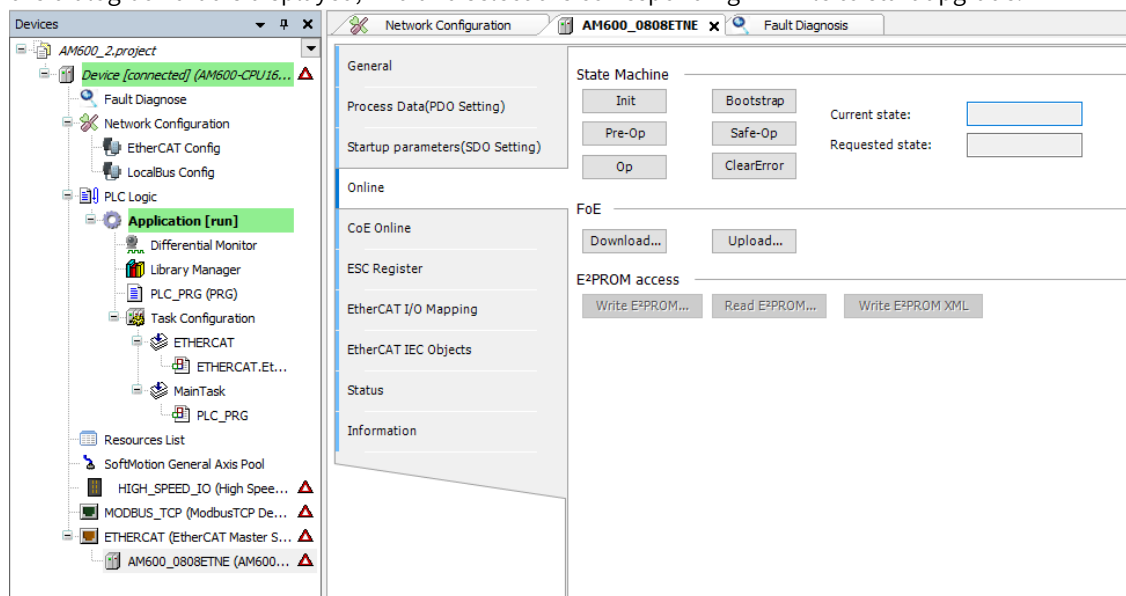 Devices
AM600_2.project
Device [connected] (AM600-CPU16...
Fault Diagnose
Network Configuration
EtherCAT Config
LocalBus Config
PLC Logic
Application [run]
Differential Monitor
Library Manager
PLC_PRG (PRG)
Task Configuration
ETHERCAT
ETHERCAT.Et...
MainTask
PLC_PRG
Resources List
SoftMotion General Axis Pool
HIGH_SPEED_IO (High Spee...
MODBUS_TCP (ModbusTCP De...
ETHERCAT (EtherCAT Master S...
AM600_0808ETNE (AM600...
Network Configuration
AM600_0808ETNE
Fault Diagnosis
General
Process Data(PDO Setting)
Startup parameters(SDO Setting)
Online
CoE Online
ESC Register
EtherCAT I/O Mapping
EtherCAT IEC Objects
Status
Information
State Machine
Init Bootstrap
Current state:
Pre-Op Safe-Op
Requested state:
Op ClearError
FoE
Download... Upload...
E²PROM access
Write E²PROM... Read E²PROM... Write E²PROM XML